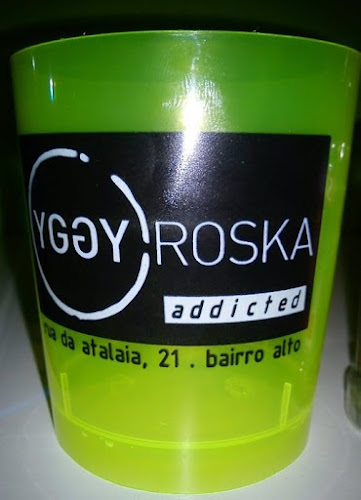 YGGY ROSKA
addicted
rua da atalaia, 21 . bairro alto